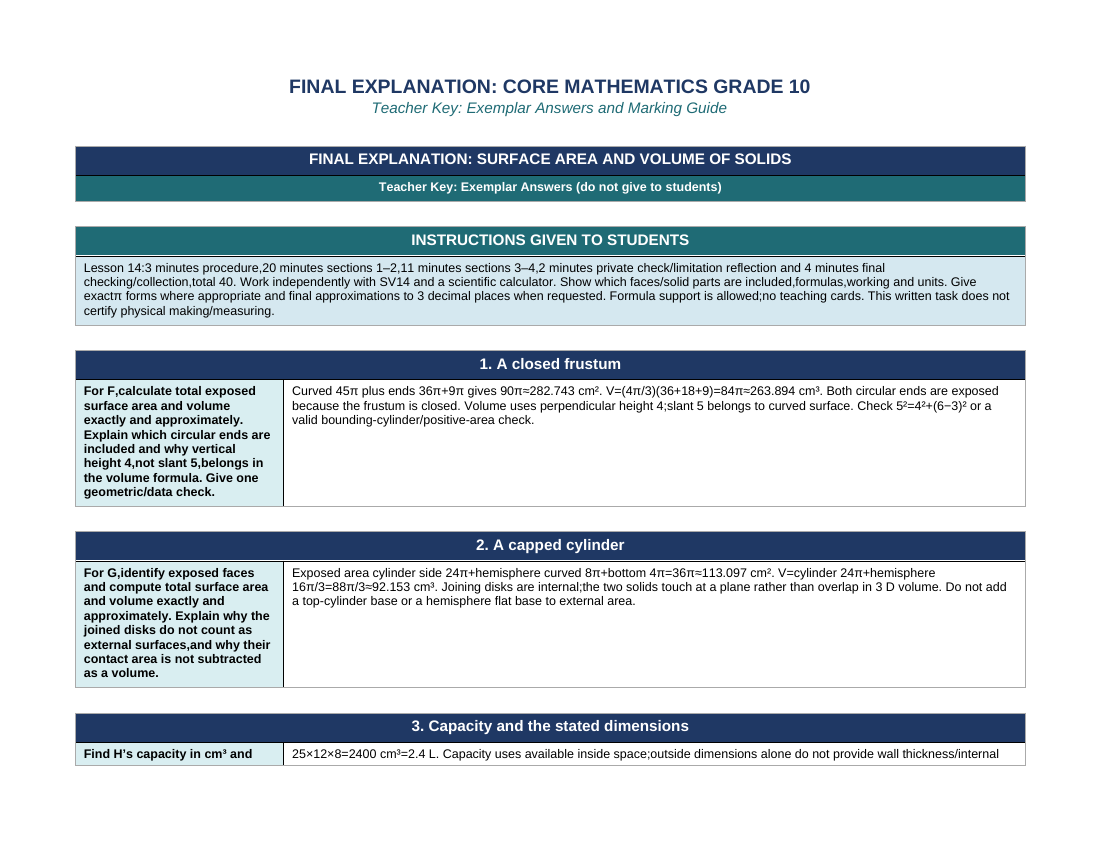 FINAL EXPLANATION: CORE MATHEMATICS GRADE 10
Teacher Key: Exemplar Answers and Marking Guide
FINAL EXPLANATION: SURFACE AREA AND VOLUME OF SOLIDS
Teacher Key: Exemplar Answers (do not give to students)
INSTRUCTIONS GIVEN TO STUDENTS
Lesson 14:3 minutes procedure,20 minutes sections 1–2,11 minutes sections 3–4,2 minutes private check/limitation reflection and 4 minutes final
checking/collection,total 40. Work independently with SV14 and a scientific calculator. Show which faces/solid parts are included,formulas,working and units. Give
exactπ forms where appropriate and final approximations to 3 decimal places when requested. Formula support is allowed;no teaching cards. This written task does not
certify physical making/measuring.
1. A closed frustum
For F,calculate total exposed
surface area and volume
exactly and approximately.
Explain which circular ends are
included and why vertical
height 4,not slant 5,belongs in
the volume formula. Give one
geometric/data check.
Curved 45π plus ends 36π+9π gives 90π≈282.743 cm². V=(4π/3)(36+18+9)=84π≈263.894 cm³. Both circular ends are exposed
because the frustum is closed. Volume uses perpendicular height 4;slant 5 belongs to curved surface. Check 5²=4²+(6−3)² or a
valid bounding-cylinder/positive-area check.
2. A capped cylinder
For G,identify exposed faces
and compute total surface area
and volume exactly and
approximately. Explain why the
joined disks do not count as
external surfaces,and why their
contact area is not subtracted
as a volume.
Exposed area cylinder side 24π+hemisphere curved 8π+bottom 4π=36π≈113.097 cm². V=cylinder 24π+hemisphere
16π/3=88π/3≈92.153 cm³. Joining disks are internal;the two solids touch at a plane rather than overlap in 3 D volume. Do not add
a top-cylinder base or a hemisphere flat base to external area.
3. Capacity and the stated dimensions
For Find H’s capacity in cm³ and
25×12×8=2400 cm³=2.4 L. Capacity uses available inside space;outside dimensions alone do not provide wall thickness/internal